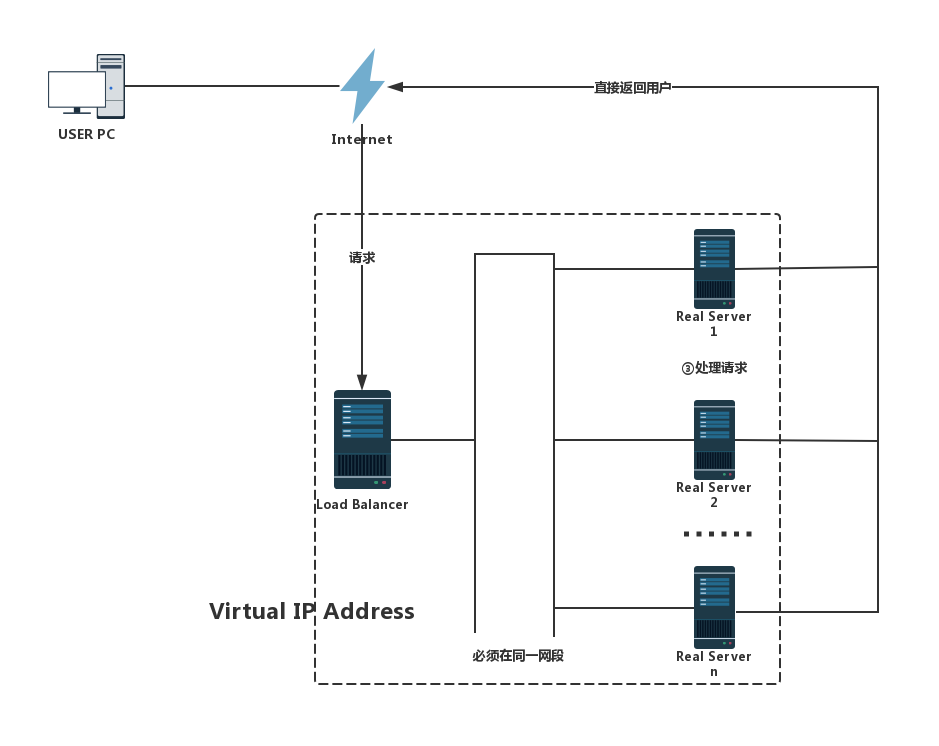 直接返回用户
USER PC
Internet
请求
Real Server
1
③处理请求
Real Server
2
Load Balancer
Virtual IP Address
必须在同一网段
Real Server
n